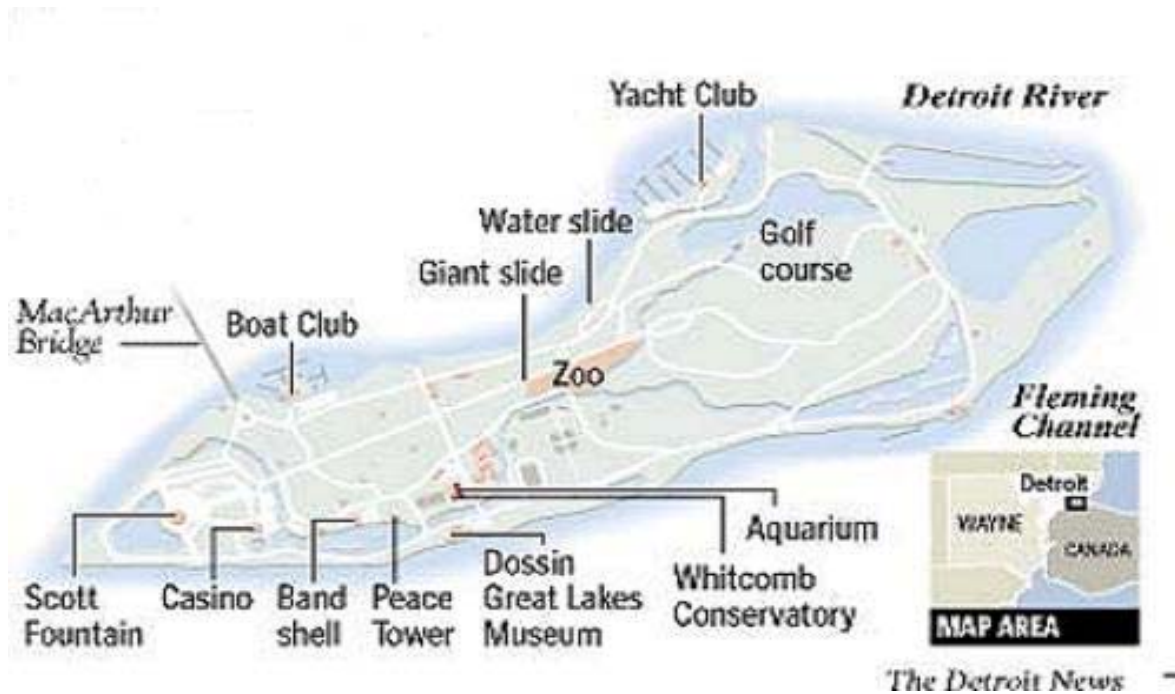 Yacht Club
Detroit River
Water slide
Golf
course
Giant slide
MacArthur
Bridge
Boat Club
Zoo
Fleming
Channel
Detroit
WAYNE
CANADA
MAP AREA
Aquarium
Whitcomb
Conservatory
Dossin
Great Lakes
Museum
Scott
Fountain
Casino
Band
shell
Peace
Tower
The Detroit News